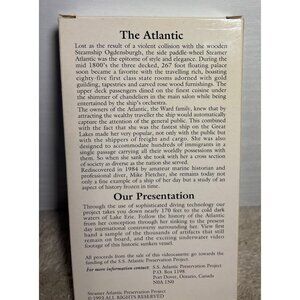 The Atlantic
Lost as the result of a violent collision with the wooden
Steamship Ogdensburgh, the side paddle-wheel Steamer
Atlantic was the epitome of style and elegance. During
the mid 1800's the three decked, 267 foot floating palace
soon became a favorite with the travelling rich, boasting
eighty-five first class state rooms adorned with gold
guilding, tapestries and carved rose wood furnishings. The
upper deck passengers dined on the finest cuisine under
the shimmer of chandeliers in the main salon while being
entertained by the ship's orchestra.
The owners of the Atlantic, the Ward family, knew that by
attracting the wealthy traveller the ship would automatically
capture the attention of the general public. This combined
with the fact that she was the fastest ship on the Great
Lakes made her very popular, not only with the public but
with the shippers of freight and cargo. She was also
designed to accommodate hundreds of immigrants in a
single passage carrying all their worldly possessions with
them. So when she sank she took with her a cross section
of society as diverse as the nation she served.
Rediscovered in 1984 by amateur marine historian and
professional diver, Mike Fletcher, she remains today not
only a fine example of a ship of her day but a study of an
aspect of history frozen in time.
Our Presentation
Through the use of sophisticated diving technology our
project takes you down nearly 170 feet to the cold dark
waters of Lake Erie. Follow the history of the Atlantic
from her conception through her sinking to the present
day international controversy surrounding her. View first
hand a sample of the thousands of artifacts that still
remain on board, and the exciting underwater video
footage of this historic sunken vessel.
All proceeds from the sale of this videocassette go towards the
funding of the S.S. Atlantic Preservation Project.
For more information contact: S.S. Atlantic Preservation Project
P.O. Box 1198
Port Dover, Ontario
N0A 1N0
Steamer Atlantic Preservation Project
© 1993 ALL RIGHTS RESERVED